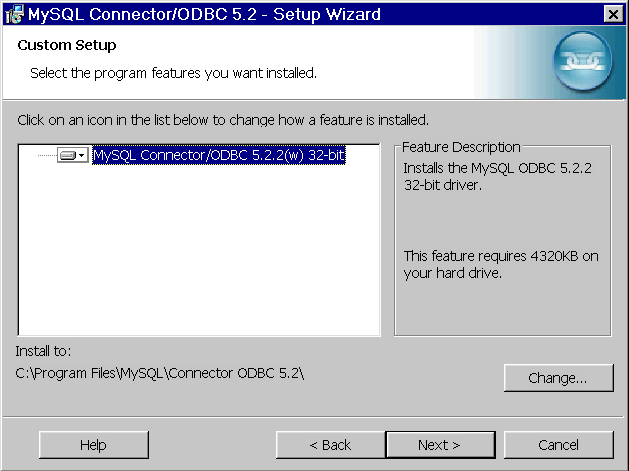 MySQL Connector/ODBC 5.2 - Setup Wizard
Custom Setup
Select the program features you want installed.
Click on an icon in the list below to change how a feature is installed.
MySQL Connector/ODBC 5.2.2(w) 32-bit
Feature Description
Installs the MySQL ODBC 5.2.2
32-bit driver.
This feature requires 4320KB on
your hard drive.
Install to:
C:\Program Files\MySQL\Connector ODBC 5.2\
Change...
Help
< Back
Next >
Cancel